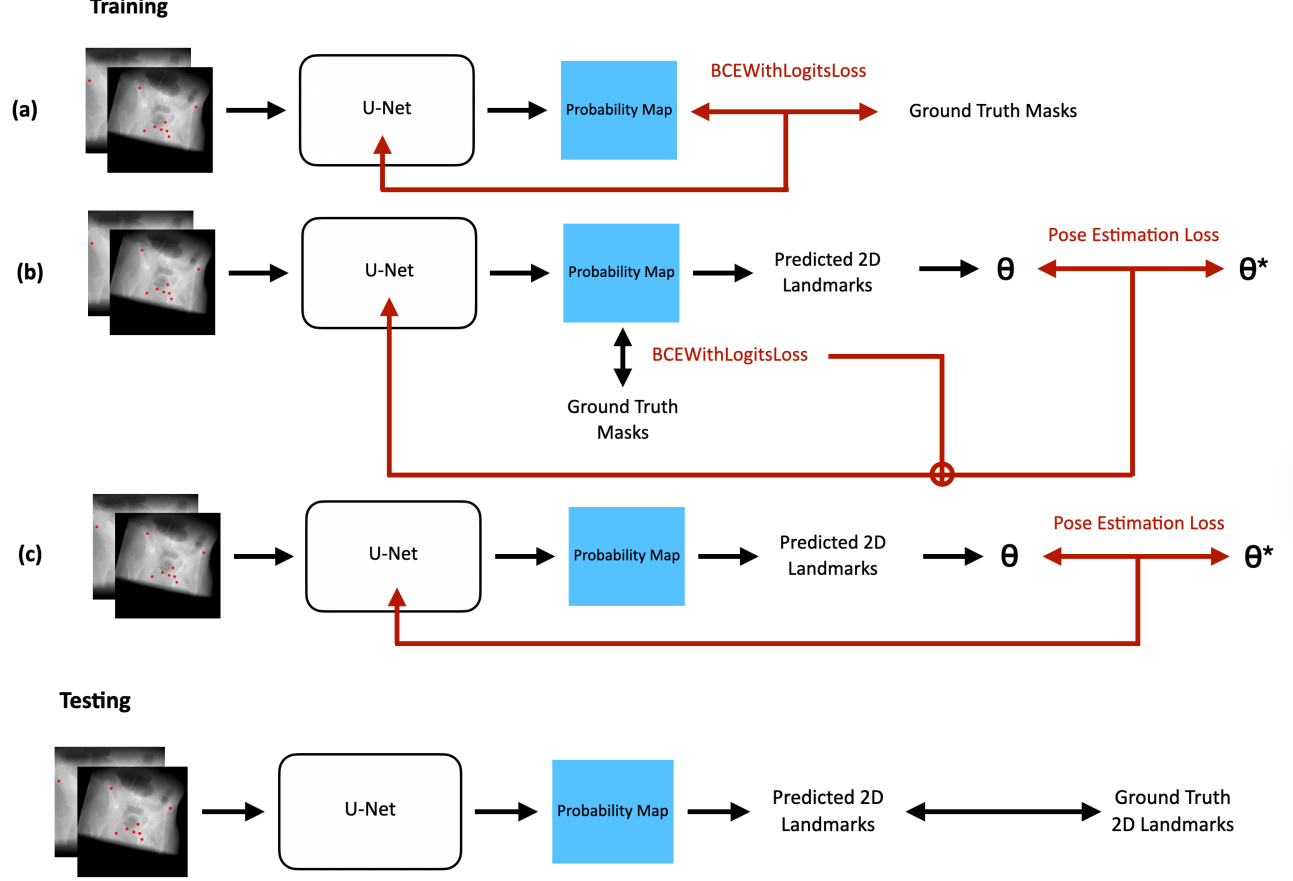 Training
(a)
U-Net
Probability Map
BCEWithLogitsLoss
Ground Truth Masks
(b)
U-Net
Probability Map
Predicted 2D
Landmarks
θ
Pose Estimation Loss
θ*
BCEWithLogitsLoss
Ground Truth
Masks
(c)
U-Net
Probability Map
Predicted 2D
Landmarks
θ
Pose Estimation Loss
θ*
Testing
U-Net
Probability Map
Predicted 2D
Landmarks
Ground Truth
2D Landmarks